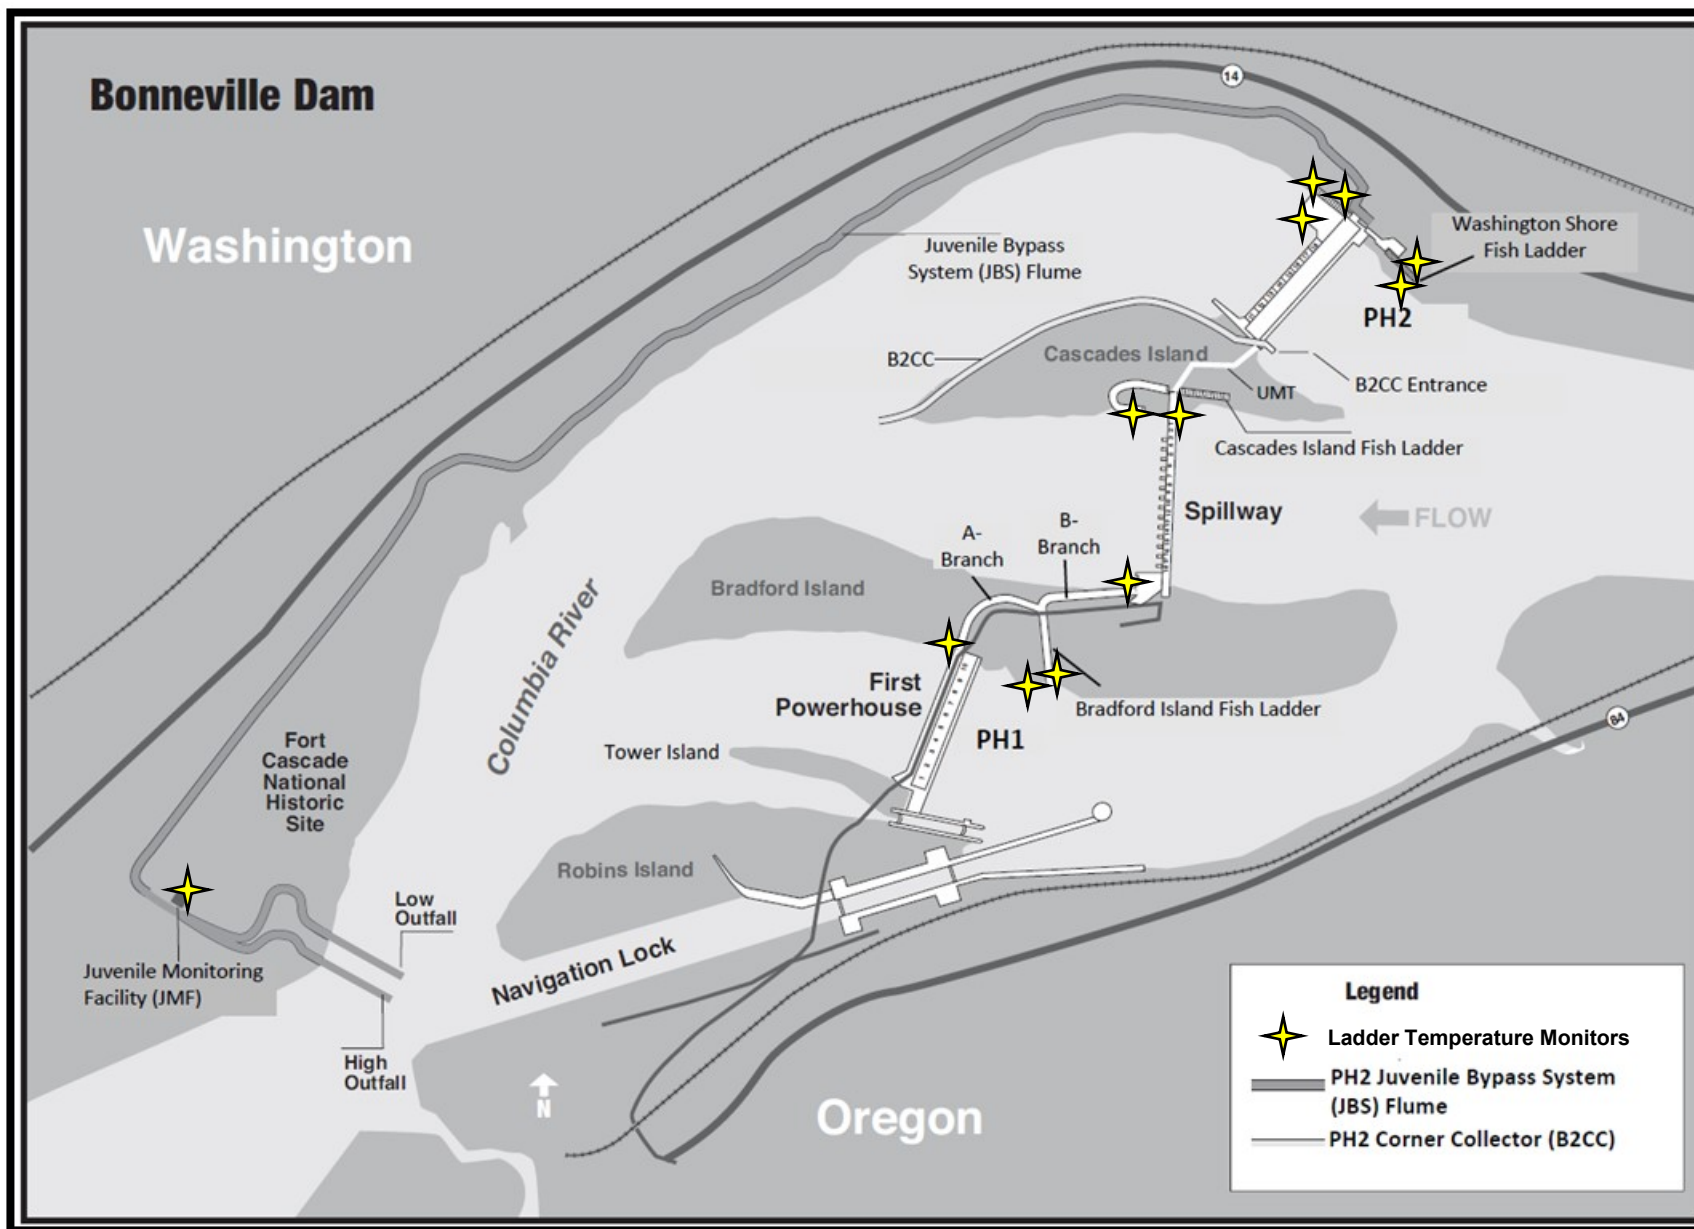 Bonneville Dam
14
Washington
Washington Shore
Fish Ladder
Juvenile Bypass
System (JBS) Flume
PH2
B2CC
Cascades Island
UMT
B2CC Entrance
Cascades Island Fish Ladder
Spillway
FLOW
A-
Branch
B-
Branch
Bradford Island
Columbia River
First
Powerhouse
Bradford Island Fish Ladder
84
PH1
Tower Island
Fort
Cascade
National
Historic
Site
Robins Island
Low
Outfall
Navigation Lock
Juvenile Monitoring
Facility (JMF)
High
Outfall
N
Oregon
Legend
Ladder Temperature Monitors
PH2 Juvenile Bypass System
(JBS) Flume
PH2 Corner Collector (B2CC)